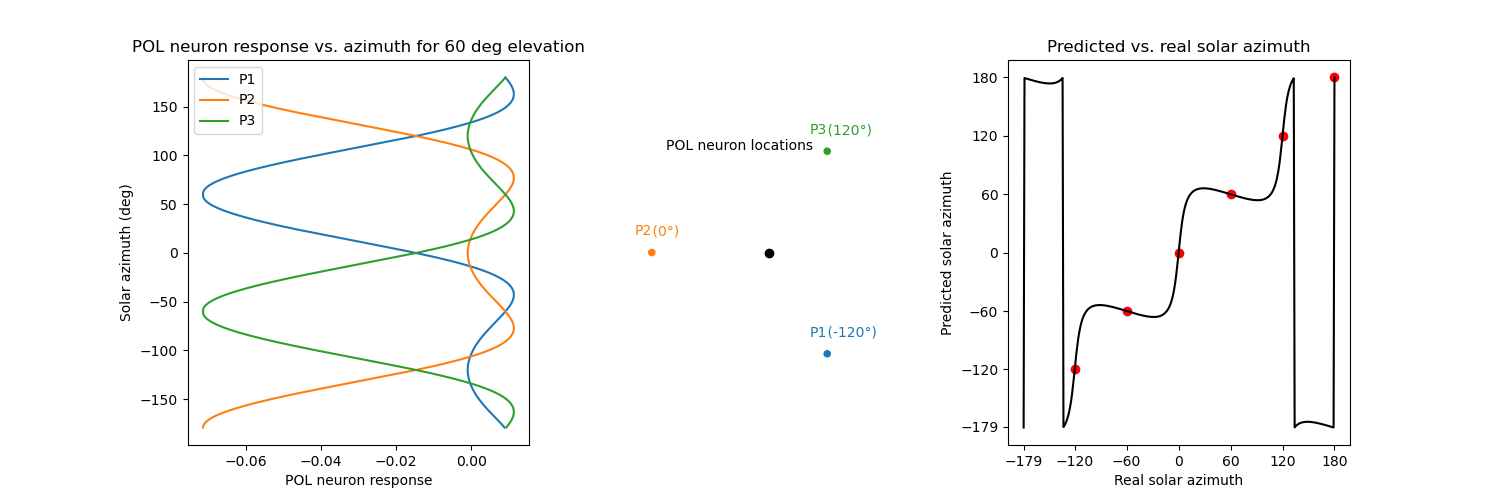 POL neuron response vs. azimuth for 60 deg elevation
P1
P2
P3
150
100
50
0
−50
−100
−150
Solar azimuth (deg)
−0.06
−0.04
−0.02
0.00
POL neuron response
P3(120°)
POL neuron locations
P2(0°)
P1(-120°)
Predicted vs. real solar azimuth
180
120
60
0
−60
−120
−179
Predicted solar azimuth
−179
−120
−60
0
60
120
180
Real solar azimuth